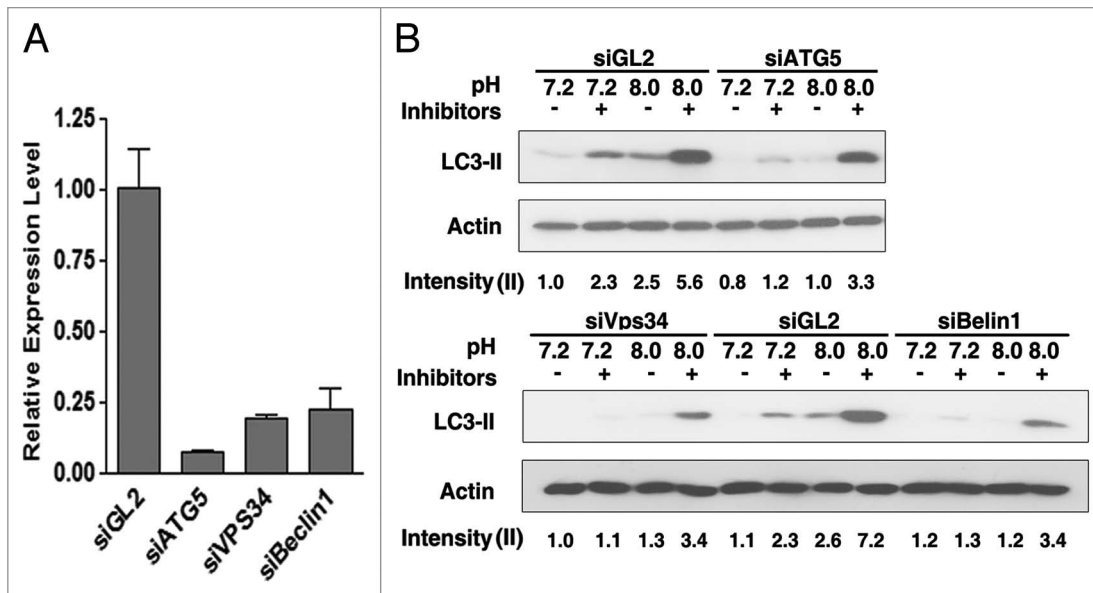 A
Relative Expression Level
1.25
1.00
0.75
0.50
0.25
0.00
siGL2
siATG5
siVPS34
siBeclin1
B
siGL2 siATG5
pH 7.2 7.2 8.0 8.0 7.2 7.2 8.0 8.0
Inhibitors - + - + - + - +
LC3-II
Actin
Intensity (II) 1.0 2.3 2.5 5.6 0.8 1.2 1.0 3.3
siVps34 siGL2 siBelin1
pH 7.2 7.2 8.0 8.0 7.2 7.2 8.0 8.0 7.2 7.2 8.0 8.0
Inhibitors - + - + - + - + - + - +
LC3-II
Actin
Intensity (II) 1.0 1.1 1.3 3.4 1.1 2.3 2.6 7.2 1.2 1.3 1.2 3.4